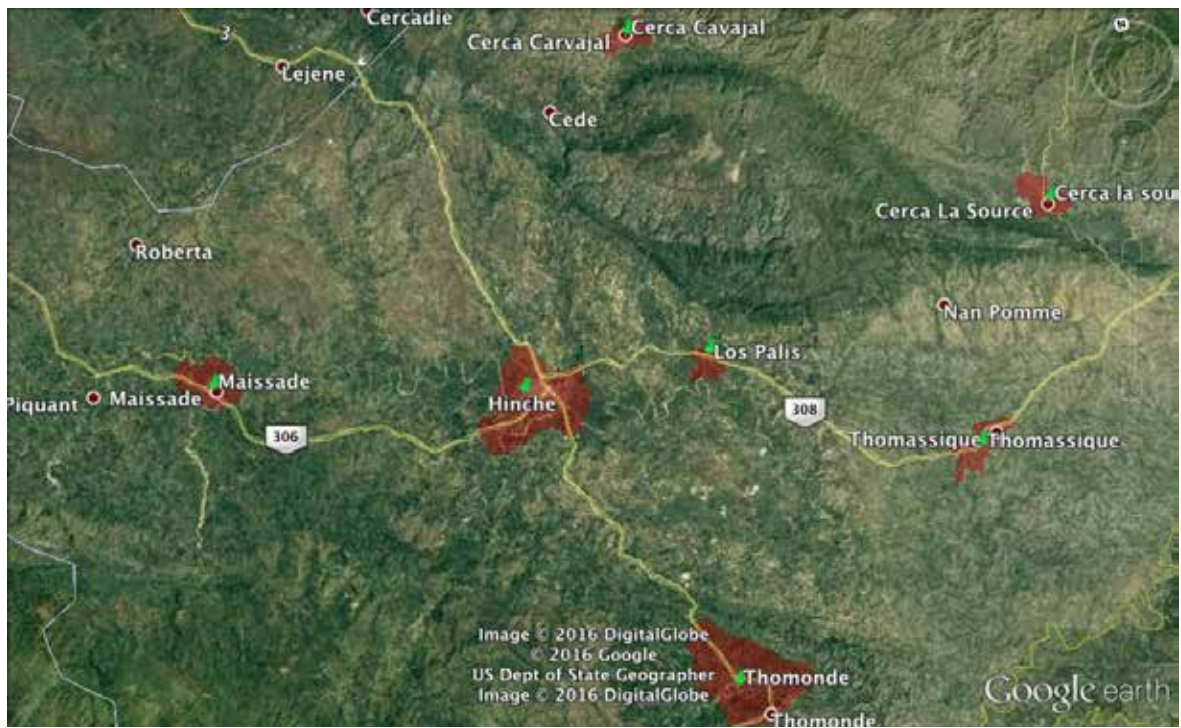 Cercadie
3
Cerca Cavajal
Cerca Carvajal
Lejene
Cede
Cerca la sou
Cerca La Source
Roberta
Nan Pomme
Los Palis
Maissade
Piquant
Maissade
Hinche
306
308
Thomassique
Thomassique
Image © 2016 DigitalGlobe
© 2016 Google
US Dept of State Geographer
Image © 2016 DigitalGlobe
Thomonde
Google earth
Thomonde